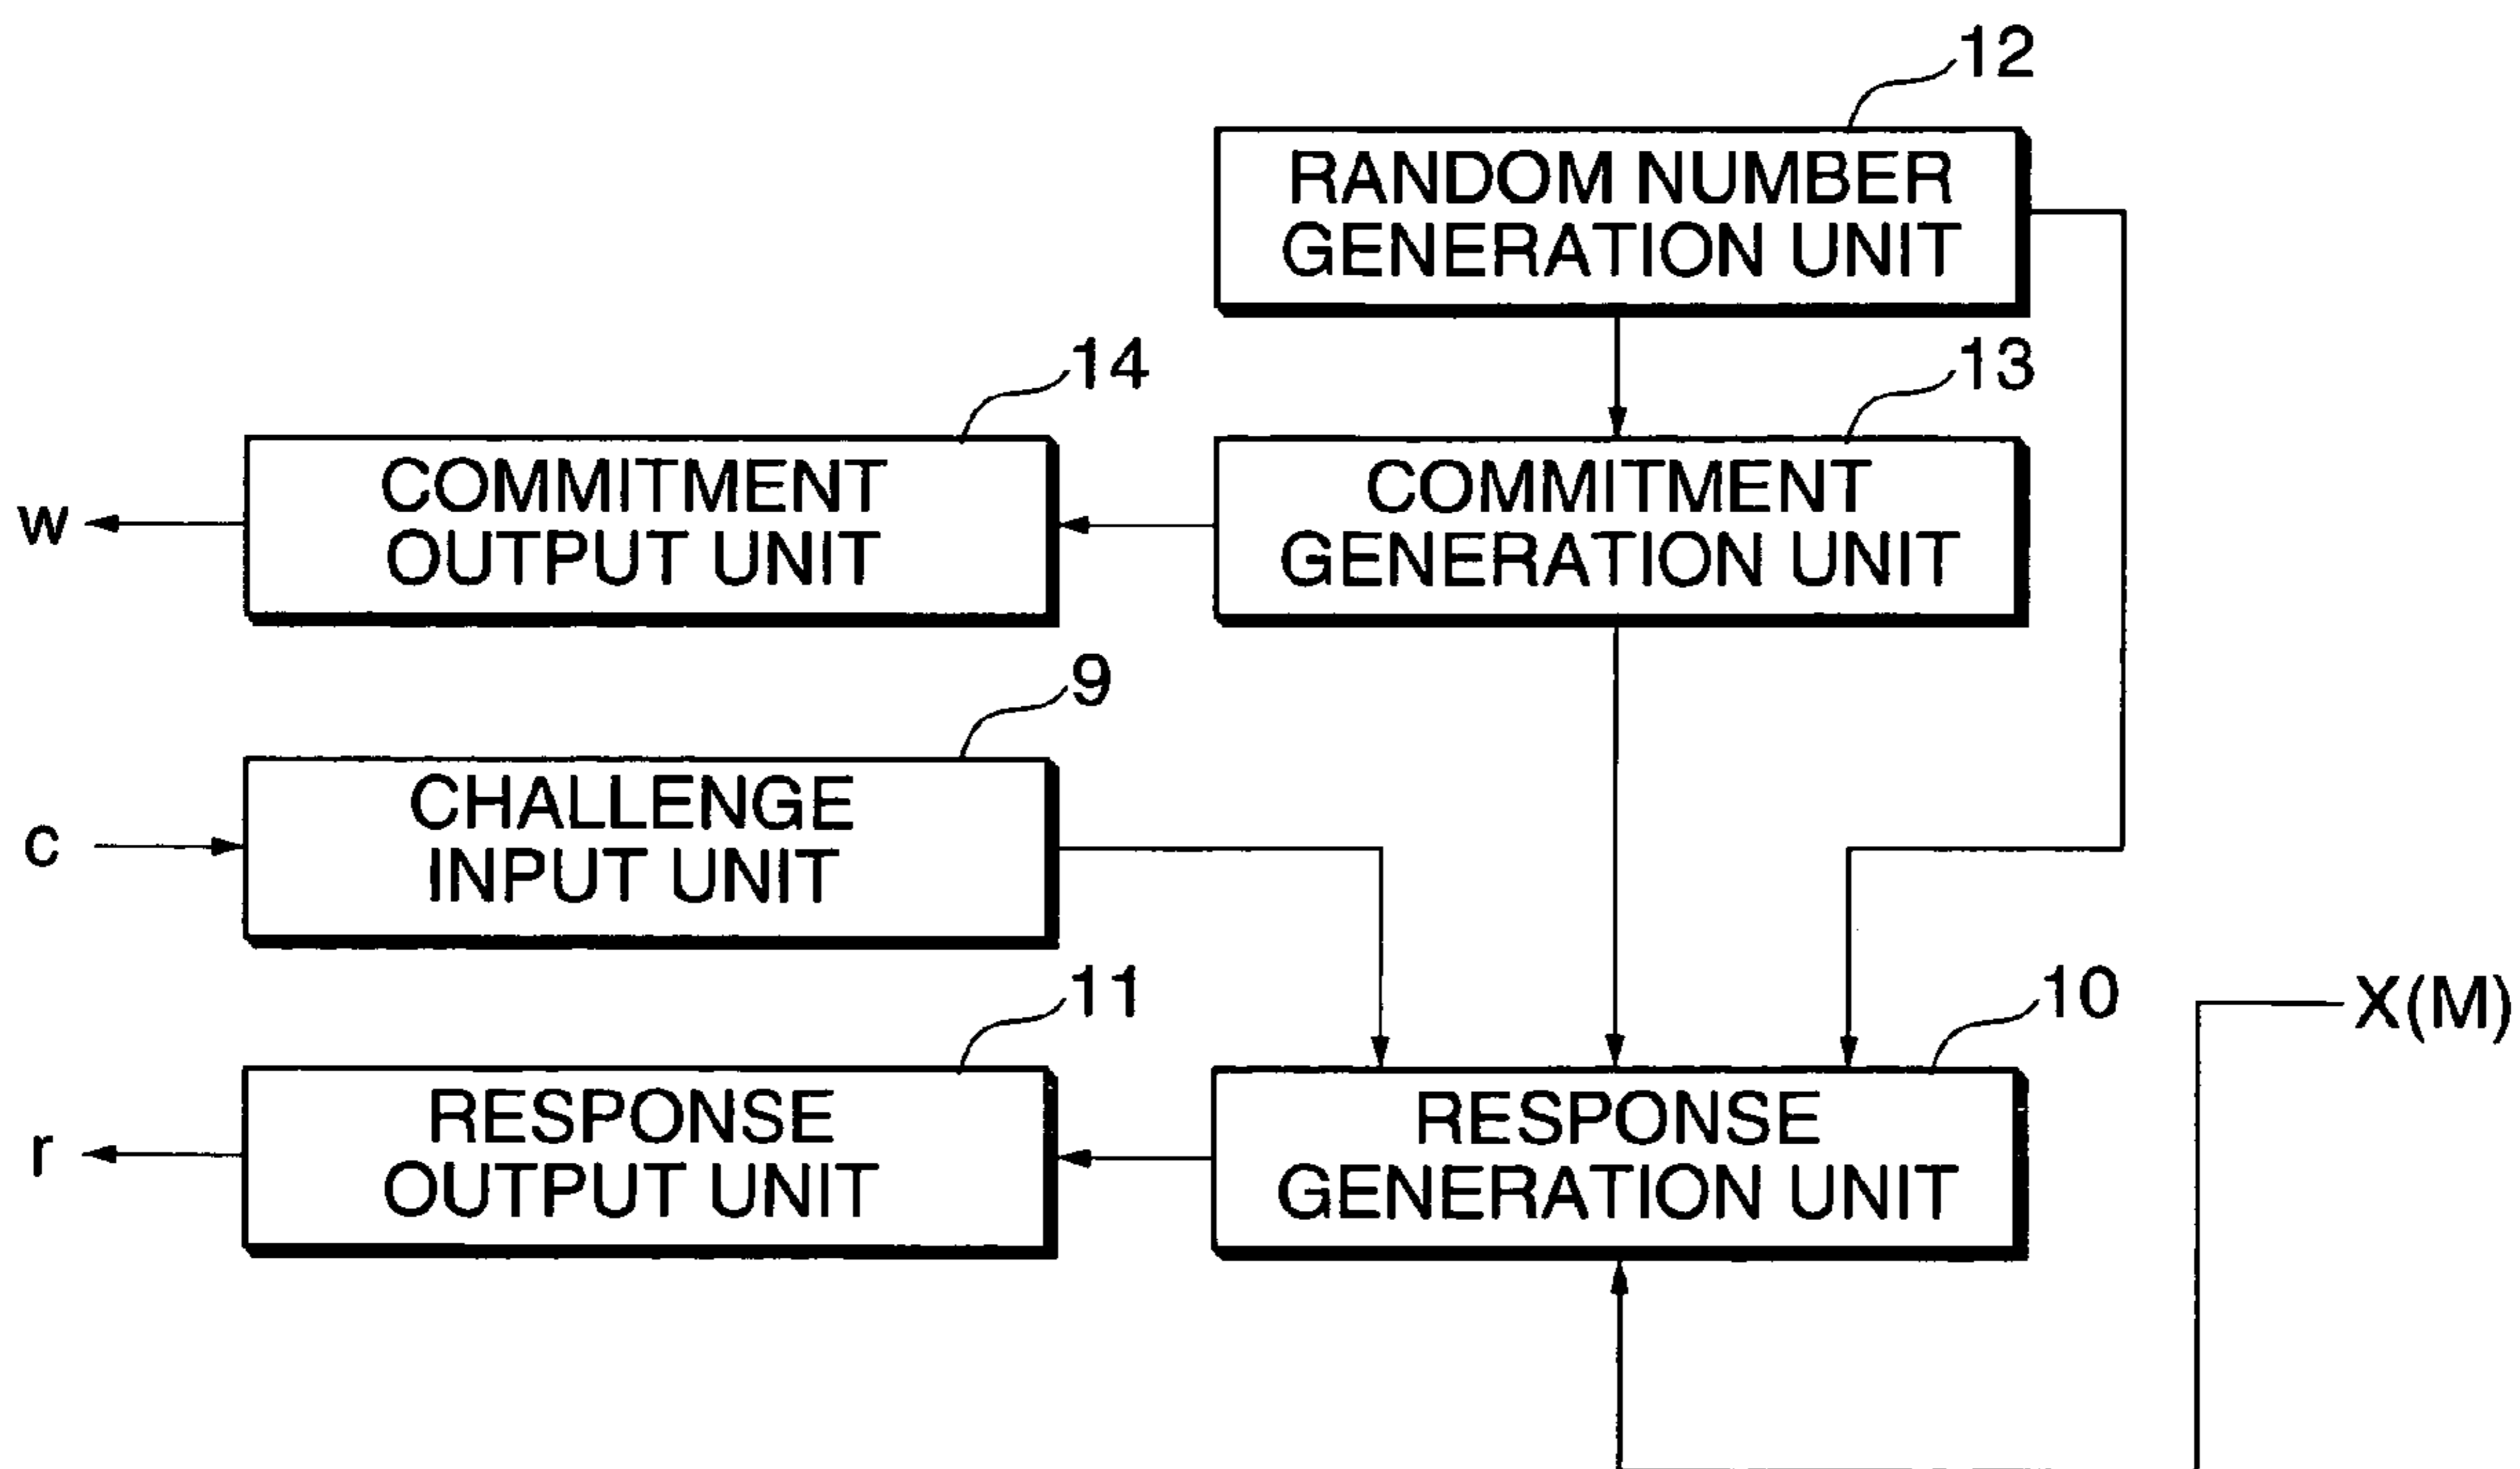 12
RANDOM NUMBER
GENERATION UNIT
14
13
COMMITMENT
OUTPUT UNIT
COMMITMENT
GENERATION UNIT
w
9
CHALLENGE
INPUT UNIT
c
11
10
X(M)
RESPONSE
OUTPUT UNIT
RESPONSE
GENERATION UNIT
r